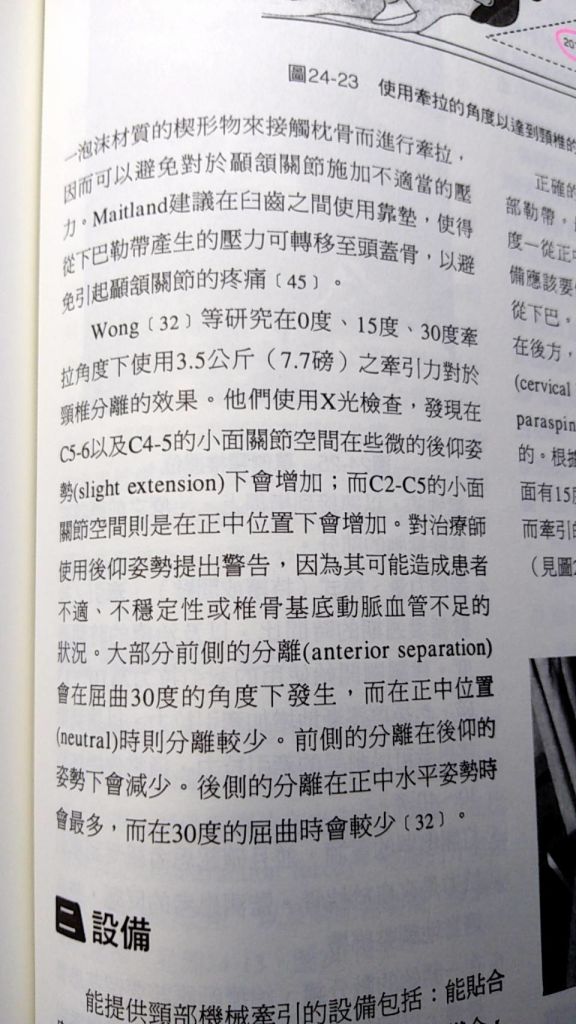 圖24-23 使用牽拉的角度以達到頸椎的
一泡沫材質的楔形物來接觸枕骨而進行牽拉，
因而可以避免對於顳頷關節施加不適當的壓
力。Maitland建議在臼齒之間使用靠墊，使得
從下巴勒帶產生的壓力可轉移至頭蓋骨，以避
免引起顳頷關節的疼痛〔45〕。
Wong〔32〕等研究在0度、15度、30度牽
拉角度下使用3.5公斤（7.7磅）之牽引力對於
頸椎分離的效果。他們使用X光檢查，發現在
C5-6以及C4-5的小面關節空間在些微的後仰姿
勢(slight extension)下會增加；而C2-C5的小面
關節空間則是在正中位置下會增加。對治療師
使用後仰姿勢提出警告，因為其可能造成患者
不適、不穩定性或椎骨基底動脈血管不足的
狀況。大部分前側的分離(anterior separation)
會在屈曲30度的角度下發生，而在正中位置
(neutral)時則分離較少。前側的分離在後仰的
姿勢下會減少。後側的分離在正中水平姿勢時
會最多，而在30度的屈曲時會較少〔32〕。
二 設備
能提供頸部機械牽引的設備包括：能貼合
20
正確的
部勒帶，
度一從正中
備應該要
從下巴，
在後方，
(cervical
paraspin
的。根據
面有15度
而牽引的
（見圖2